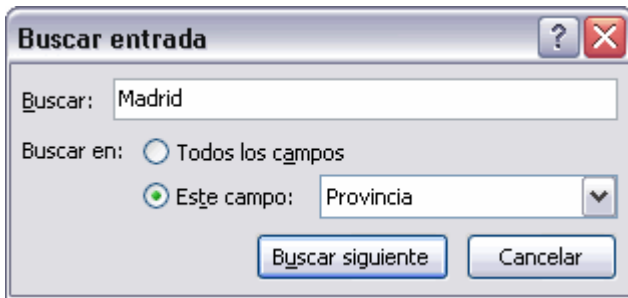 Buscar entrada
Buscar: Madrid
Buscar en: Todos los campos
Este campo: Provincia
Buscar siguiente Cancelar